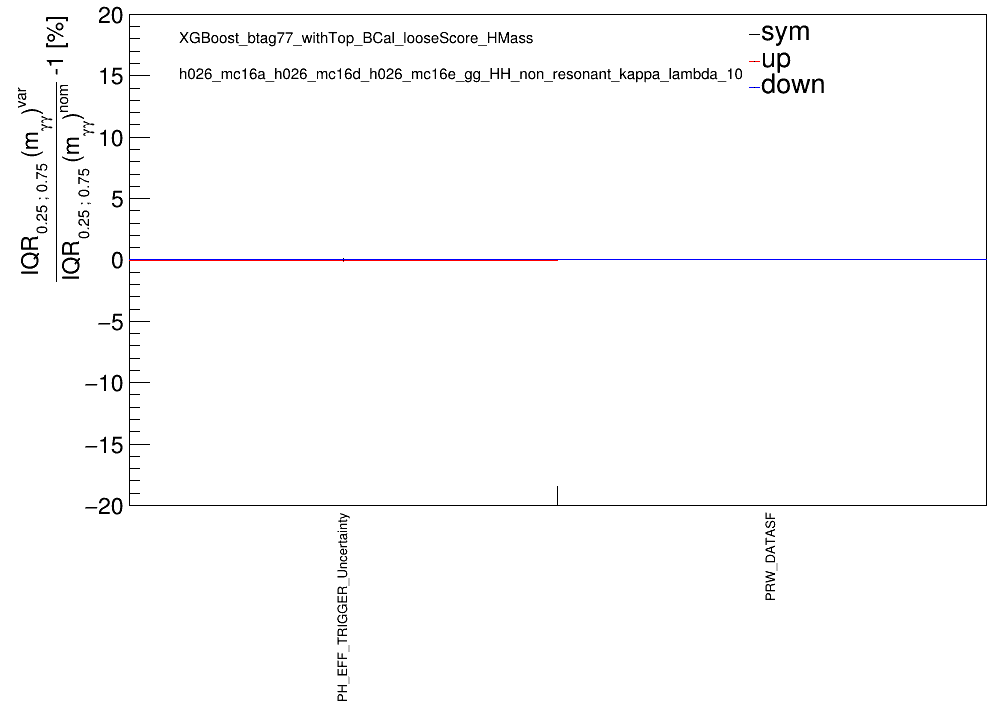 IQR0.25 ; 0.75 (mγγ)var
IQR0.25 ; 0.75 (mγγ)nom -1 [%]
XGBoost_btag77_withTop_BCal_looseScore_HMass
h026_mc16a_h026_mc16d_h026_mc16e_gg_HH_non_resonant_kappa_lambda_10
sym
up
down
20
15
10
5
0
−5
−10
−15
−20
PH_EFF_TRIGGER_Uncertainty
PRW_DATASF